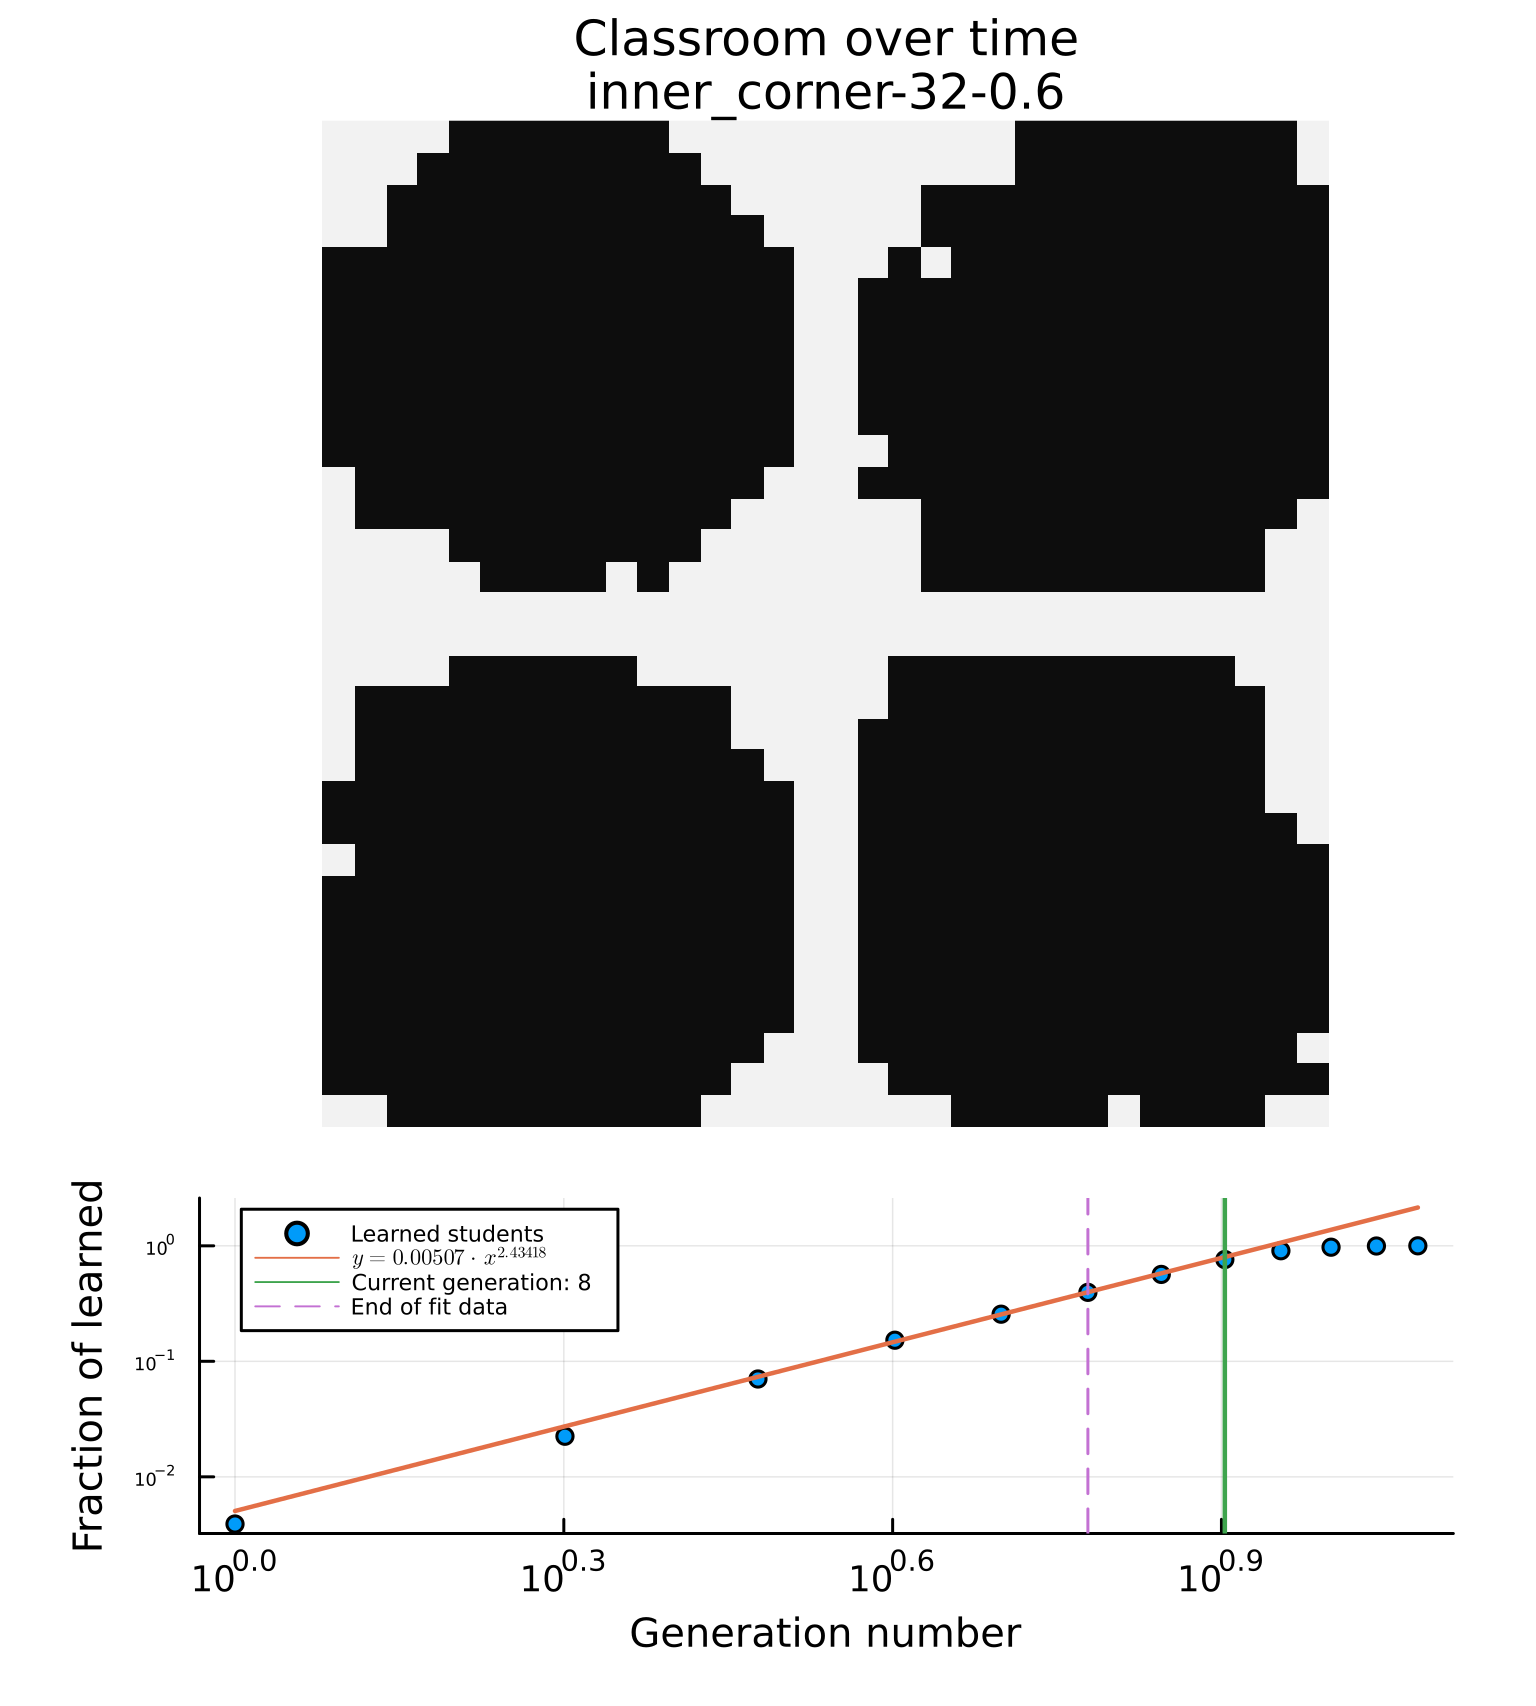 Classroom over time
inner_corner-32-0.6
Fraction of learned
10^0
10^−1
10^−2
Learned students
y = 0.00507 · x^2.43418
Current generation: 8
End of fit data
10^0.0 10^0.3 10^0.6 10^0.9
Generation number